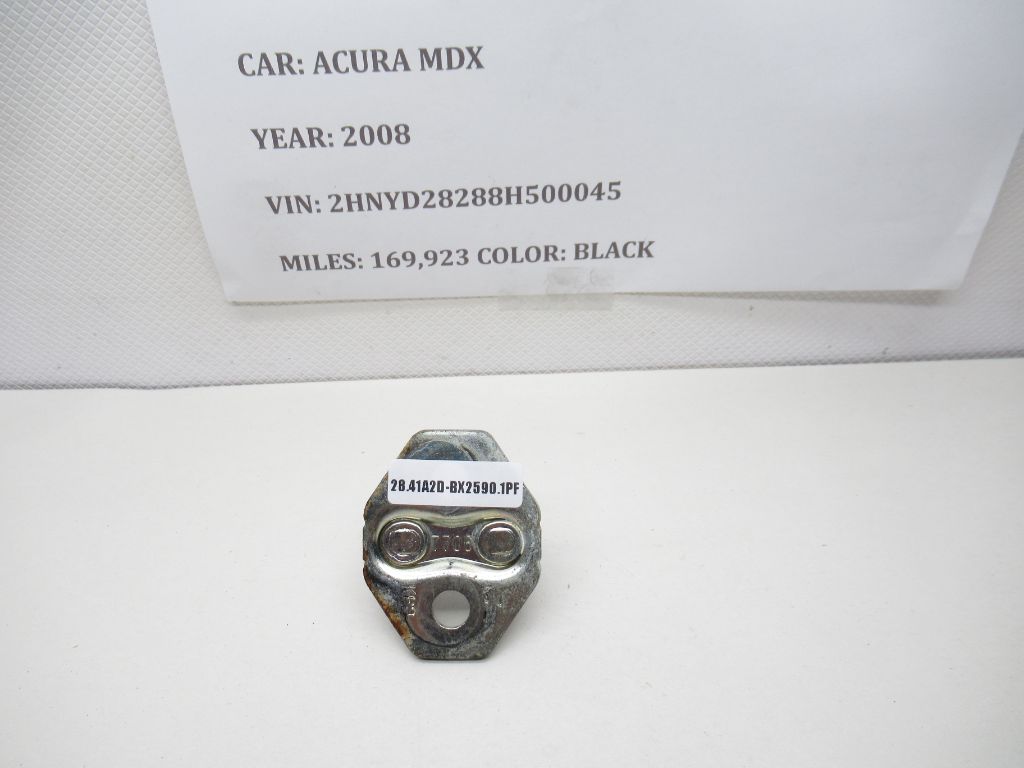 CAR: ACURA MDX
YEAR: 2008
VIN: 2HNYD28288H500045
MILES: 169,923 COLOR: BLACK
28.41A2D-BX2590.1PF